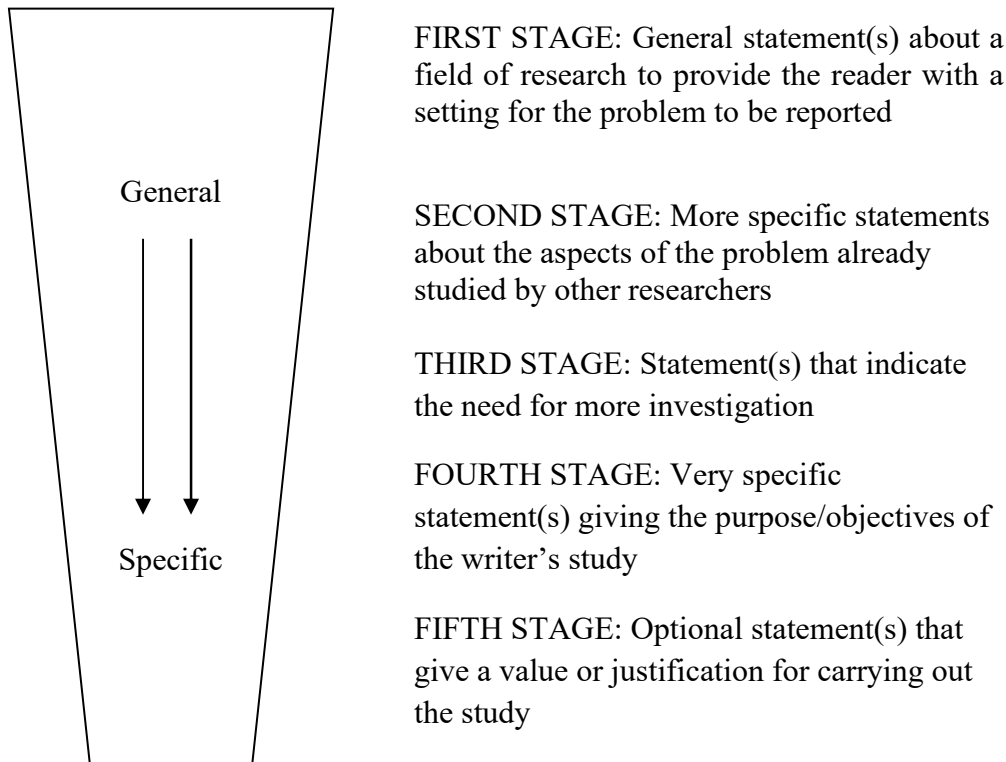 FIRST STAGE: General statement(s) about a
field of research to provide the reader with a
setting for the problem to be reported
General
SECOND STAGE: More specific statements
about the aspects of the problem already
studied by other researchers
THIRD STAGE: Statement(s) that indicate
the need for more investigation
FOURTH STAGE: Very specific
statement(s) giving the purpose/objectives of
the writer’s study
Specific
FIFTH STAGE: Optional statement(s) that
give a value or justification for carrying out
the study